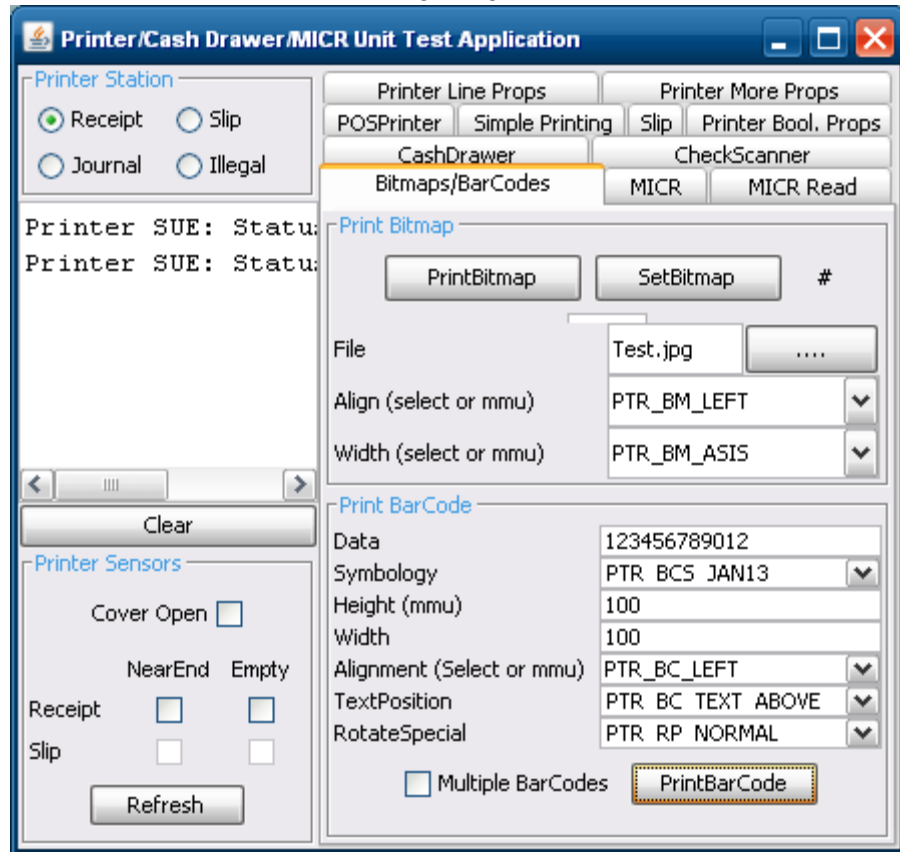 Printer/Cash Drawer/MICR Unit Test Application
Printer Station
Receipt Slip
Journal Illegal
Printer SUE: Statu
Printer SUE: Statu
Clear
Printer Sensors
Cover Open
NearEnd Empty
Receipt
Slip
Refresh
Printer Line Props Printer More Props
POSPrinter Simple Printing Slip Printer Bool. Props
CashDrawer CheckScanner
Bitmaps/BarCodes MICR MICR Read
Print Bitmap
PrintBitmap SetBitmap #
File Test.jpg ....
Align (select or mmu) PTR_BM_LEFT
Width (select or mmu) PTR_BM_ASIS
Print BarCode
Data 123456789012
Symbology PTR_BCS_JAN13
Height (mmu) 100
Width 100
Alignment (Select or mmu) PTR_BC_LEFT
TextPosition PTR_BC_TEXT_ABOVE
RotateSpecial PTR_RP_NORMAL
Multiple BarCodes PrintBarCode